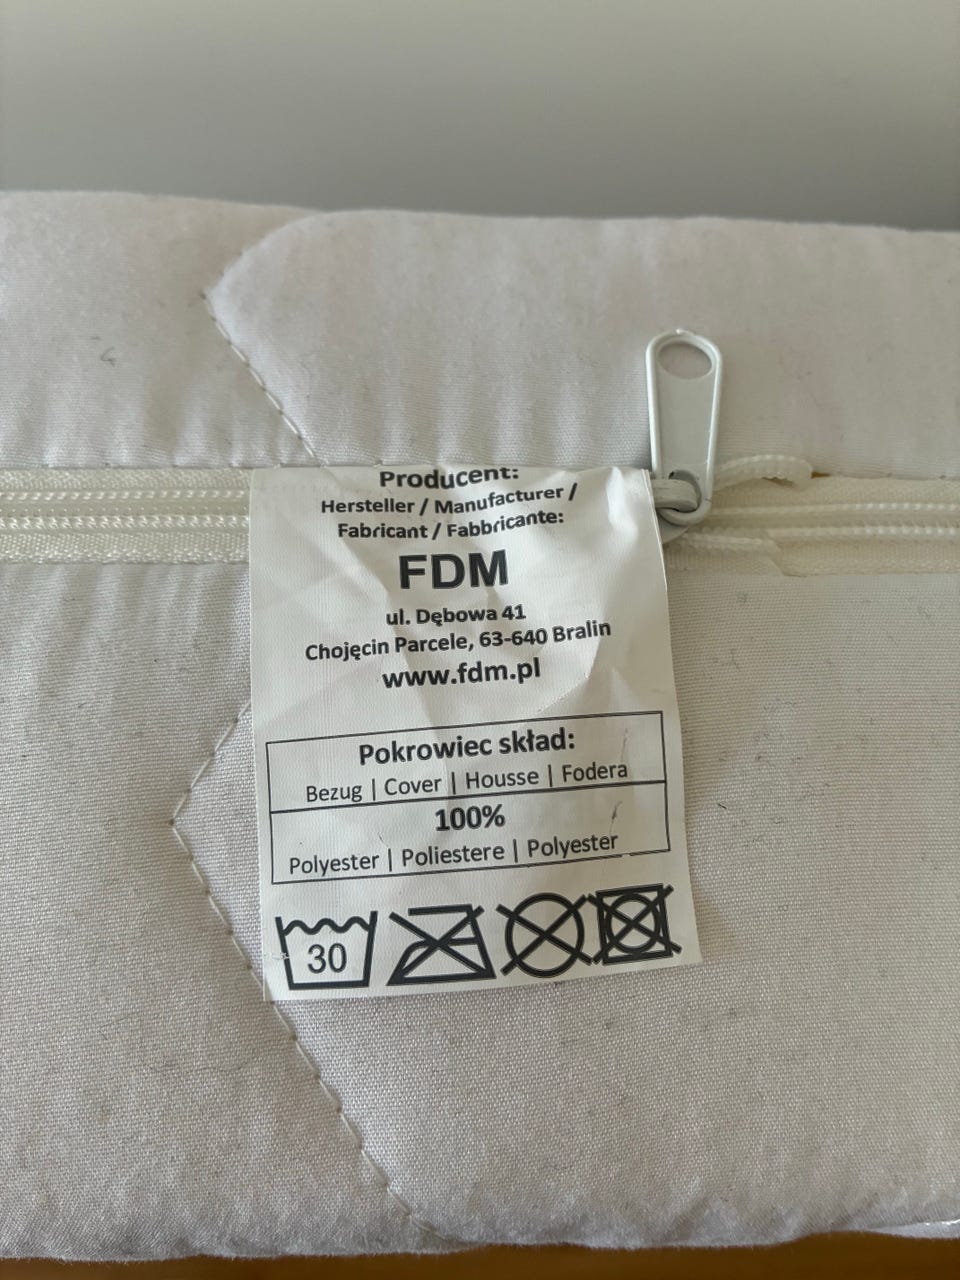 Producent:
Hersteller / Manufacturer /
Fabricant / Fabbricante:
FDM
ul. Dębowa 41
Chojęcin Parcele, 63-640 Bralin
www.fdm.pl
Pokrowiec skład:
Bezug | Cover | Housse | Fodera
100%
Polyester | Poliestere | Polyester
30